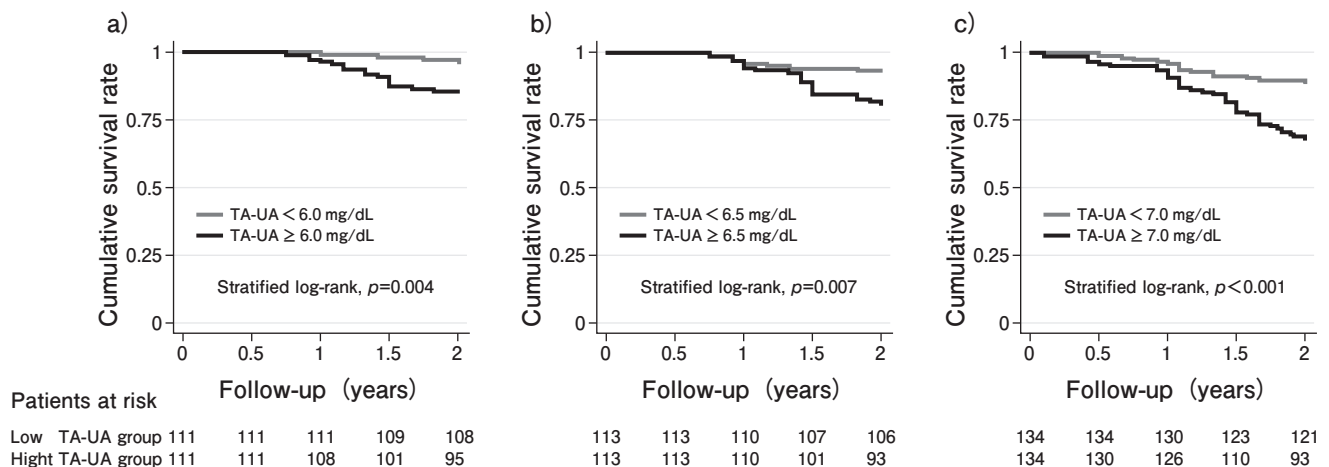 a)
Cumulative survival rate
1
0.75
0.5
0.25
0
TA-UA < 6.0 mg/dL
TA-UA ≥ 6.0 mg/dL
Stratified log-rank, p=0.004
0 0.5 1 1.5 2
Follow-up (years)
b)
Cumulative survival rate
1
0.75
0.5
0.25
0
TA-UA < 6.5 mg/dL
TA-UA ≥ 6.5 mg/dL
Stratified log-rank, p=0.007
0 0.5 1 1.5 2
Follow-up (years)
c)
Cumulative survival rate
1
0.75
0.5
0.25
0
TA-UA < 7.0 mg/dL
TA-UA ≥ 7.0 mg/dL
Stratified log-rank, p<0.001
0 0.5 1 1.5 2
Follow-up (years)
Patients at risk
Low TA-UA group 111 111 111 109 108 113 113 110 107 106 134 134 130 123 121
Hight TA-UA group 111 111 108 101 95 113 113 110 101 93 134 130 126 110 93